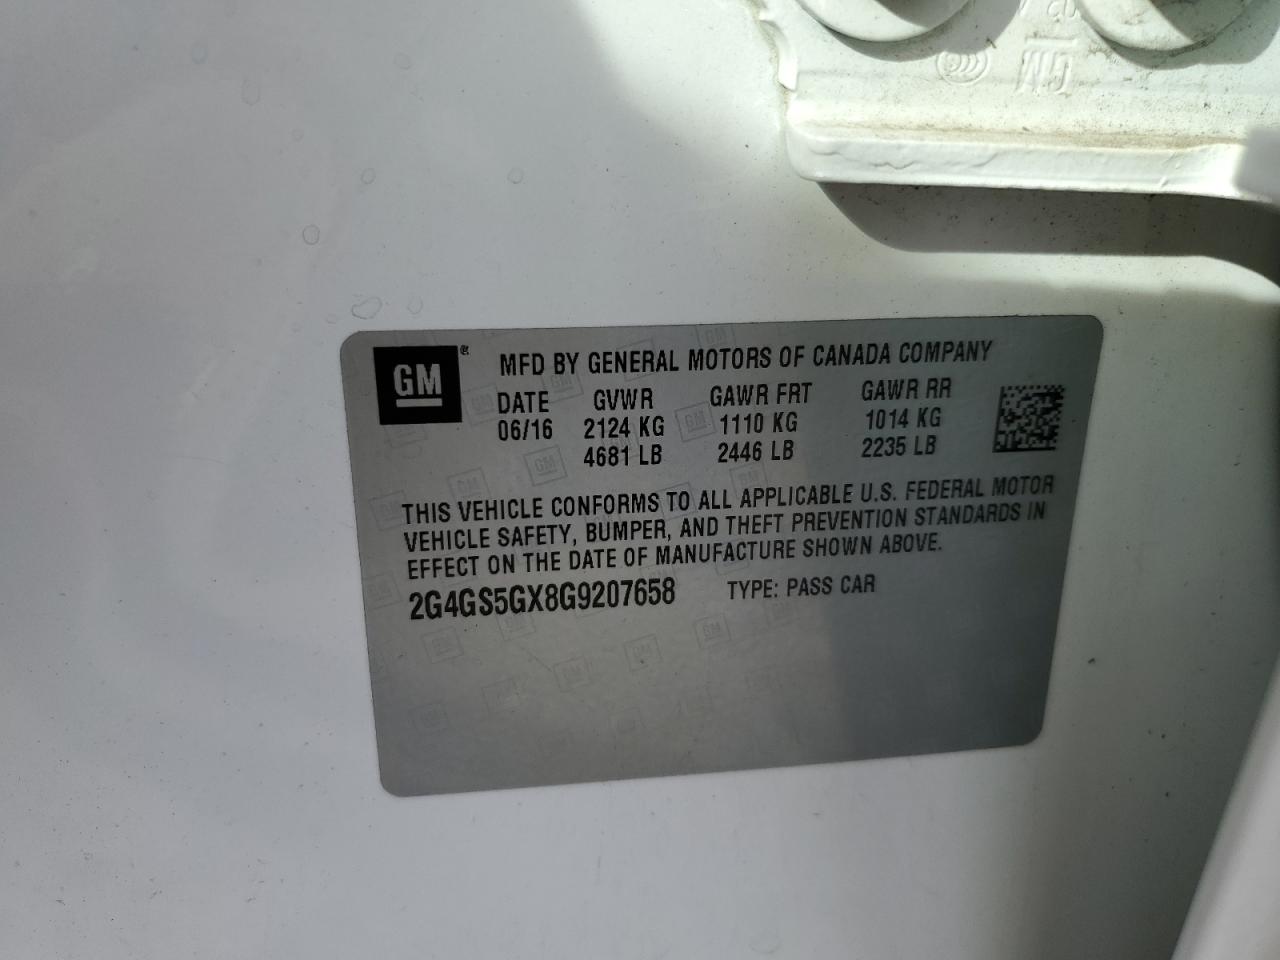 GM
GM® MFD BY GENERAL MOTORS OF CANADA COMPANY
DATE GVWR GAWR FRT GAWR RR
06/16 2124 KG 1110 KG 1014 KG
4681 LB 2446 LB 2235 LB
THIS VEHICLE CONFORMS TO ALL APPLICABLE U.S. FEDERAL MOTOR
VEHICLE SAFETY, BUMPER, AND THEFT PREVENTION STANDARDS IN
EFFECT ON THE DATE OF MANUFACTURE SHOWN ABOVE.
2G4GS5GX8G9207658 TYPE: PASS CAR